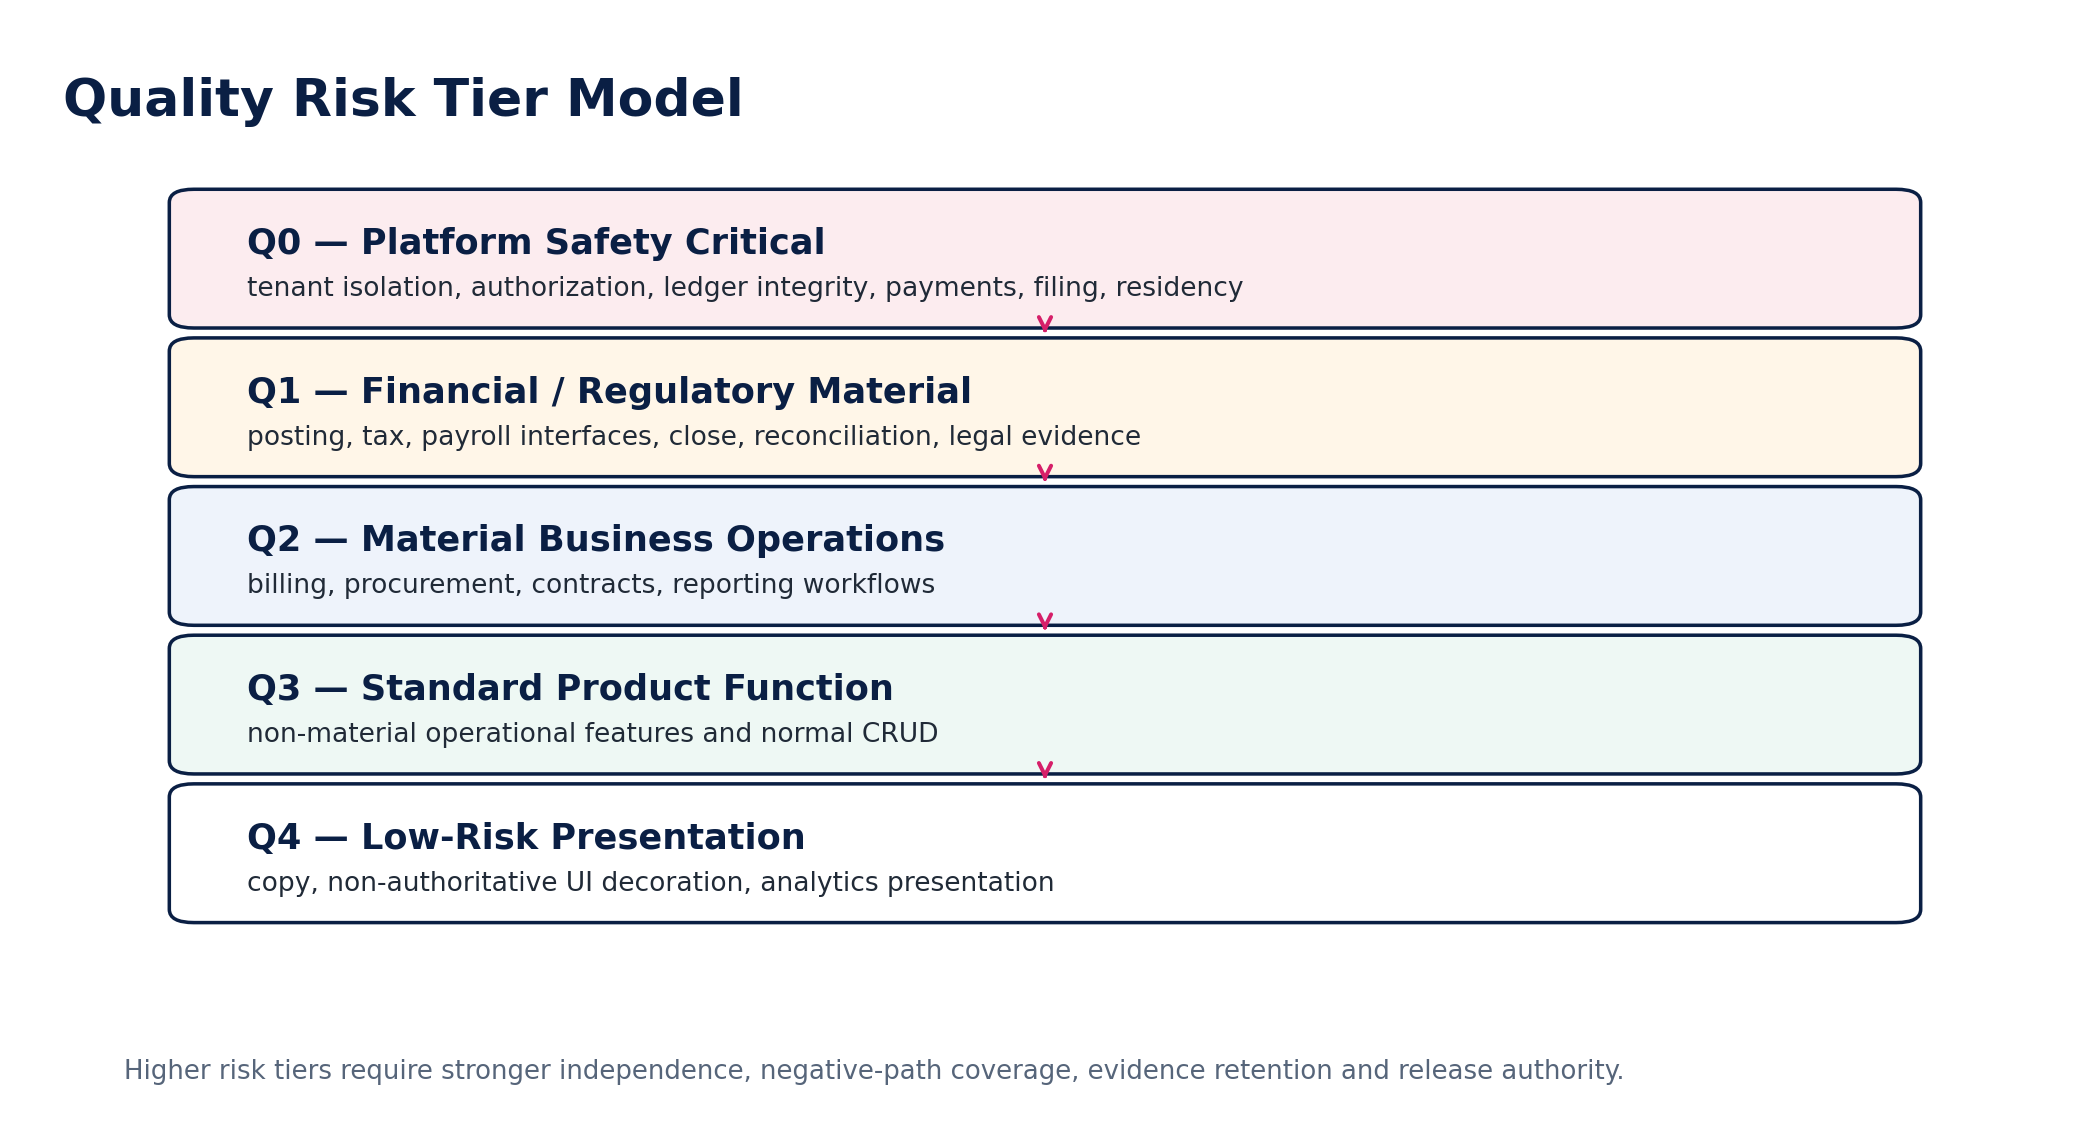 Quality Risk Tier Model
Q0 — Platform Safety Critical
tenant isolation, authorization, ledger integrity, payments, filing, residency
Q1 — Financial / Regulatory Material
posting, tax, payroll interfaces, close, reconciliation, legal evidence
Q2 — Material Business Operations
billing, procurement, contracts, reporting workflows
Q3 — Standard Product Function
non-material operational features and normal CRUD
Q4 — Low-Risk Presentation
copy, non-authoritative UI decoration, analytics presentation
Higher risk tiers require stronger independence, negative-path coverage, evidence retention and release authority.